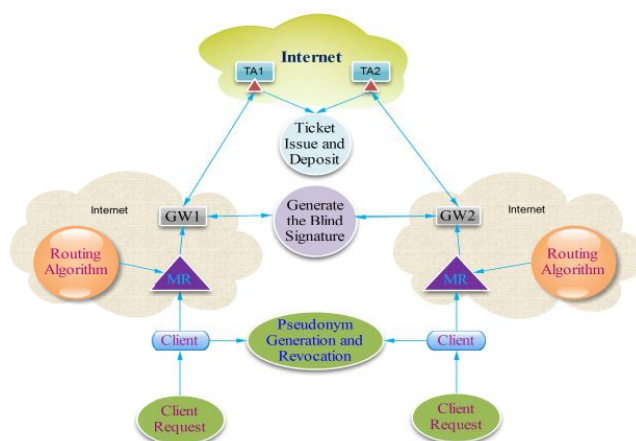 Internet
TA1
TA2
Ticket
Issue and
Deposit
Internet
GW1
Generate
the Blind
Signature
GW2
Internet
Routing
Algorithm
MR
MR
Routing
Algorithm
Client
Pseudonym
Generation and
Revocation
Client
Client
Request
Client
Request